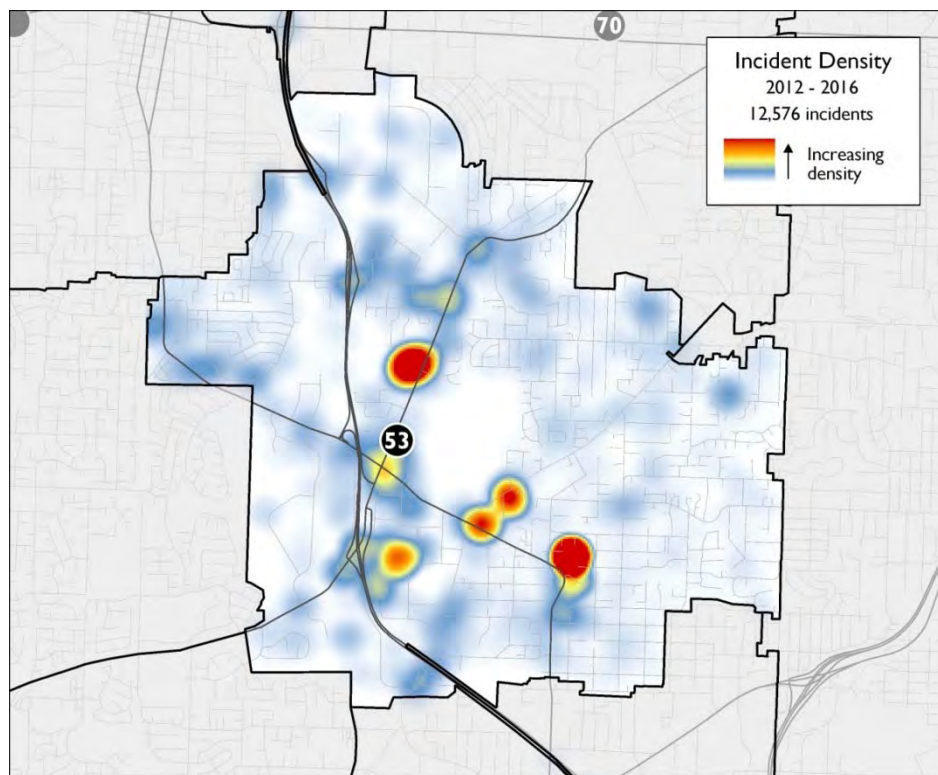 70
Incident Density
2012 - 2016
12,576 incidents
Increasing
density
53